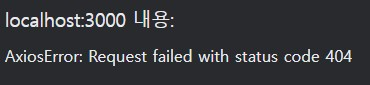 localhost:3000 내용:
AxiosError: Request failed with status code 404